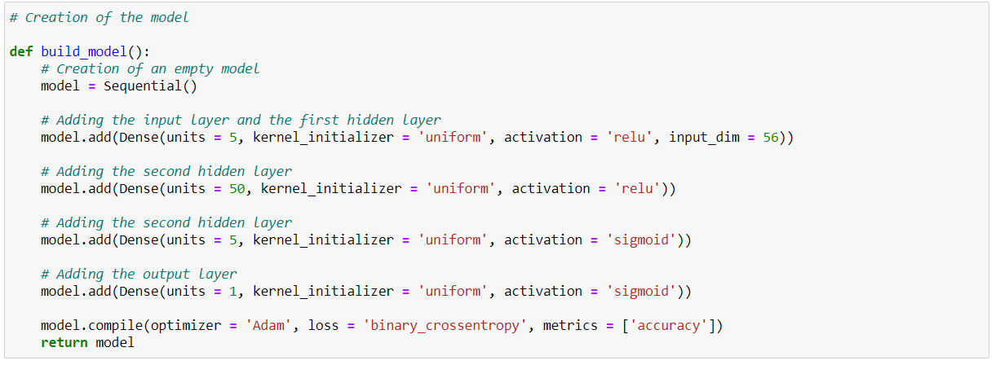 # Creation of the model
def build_model():
    # Creation of an empty model
    model = Sequential()
    # Adding the input layer and the first hidden layer
    model.add(Dense(units = 5, kernel_initializer = 'uniform', activation = 'relu', input_dim = 56))
    # Adding the second hidden layer
    model.add(Dense(units = 50, kernel_initializer = 'uniform', activation = 'relu'))
    # Adding the second hidden layer
    model.add(Dense(units = 5, kernel_initializer = 'uniform', activation = 'sigmoid'))
    # Adding the output layer
    model.add(Dense(units = 1, kernel_initializer = 'uniform', activation = 'sigmoid'))
    model.compile(optimizer = 'Adam', loss = 'binary_crossentropy', metrics = ['accuracy'])
    return model